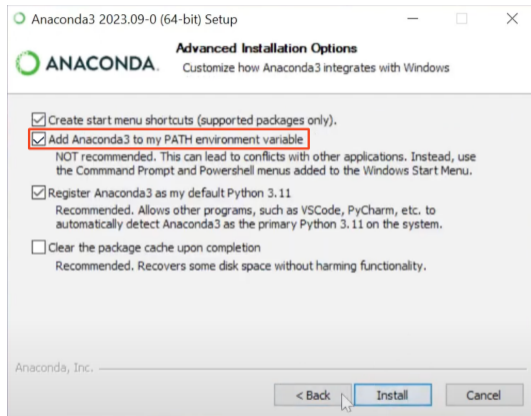 Anaconda3 2023.09-0 (64-bit) Setup
Advanced Installation Options
ANACONDA.
Customize how Anaconda3 integrates with Windows
Create start menu shortcuts (supported packages only).
Add Anaconda3 to my PATH environment variable
NOT recommended. This can lead to conflicts with other applications. Instead, use
the Commmand Prompt and Powershell menus added to the Windows Start Menu.
Register Anaconda3 as my default Python 3.11
Recommended. Allows other programs, such as VSCode, PyCharm, etc. to
automatically detect Anaconda3 as the primary Python 3.11 on the system.
Clear the package cache upon completion
Recommended. Recovers some disk space without harming functionality.
Anaconda, Inc.
< Back
Install
Cancel